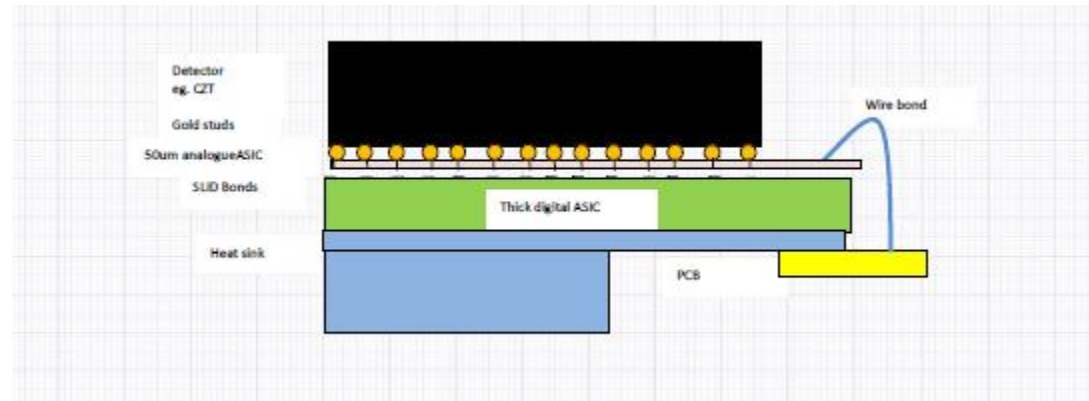 Detector
eg. CZT
Wire bond
Gold studs
50um analogueASIC
SLID Bonds
Thick digital ASIC
Heat sink
PCB